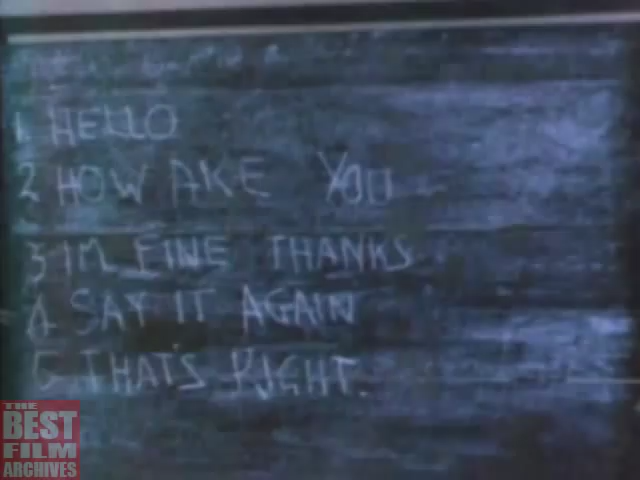 1 HELLO
2 HOW ARE YOU
3 IM FINE THANKS
4 SAY IT AGAIN
5 THAT'S RIGHT.
THE
BEST
FILM
ARCHIVES